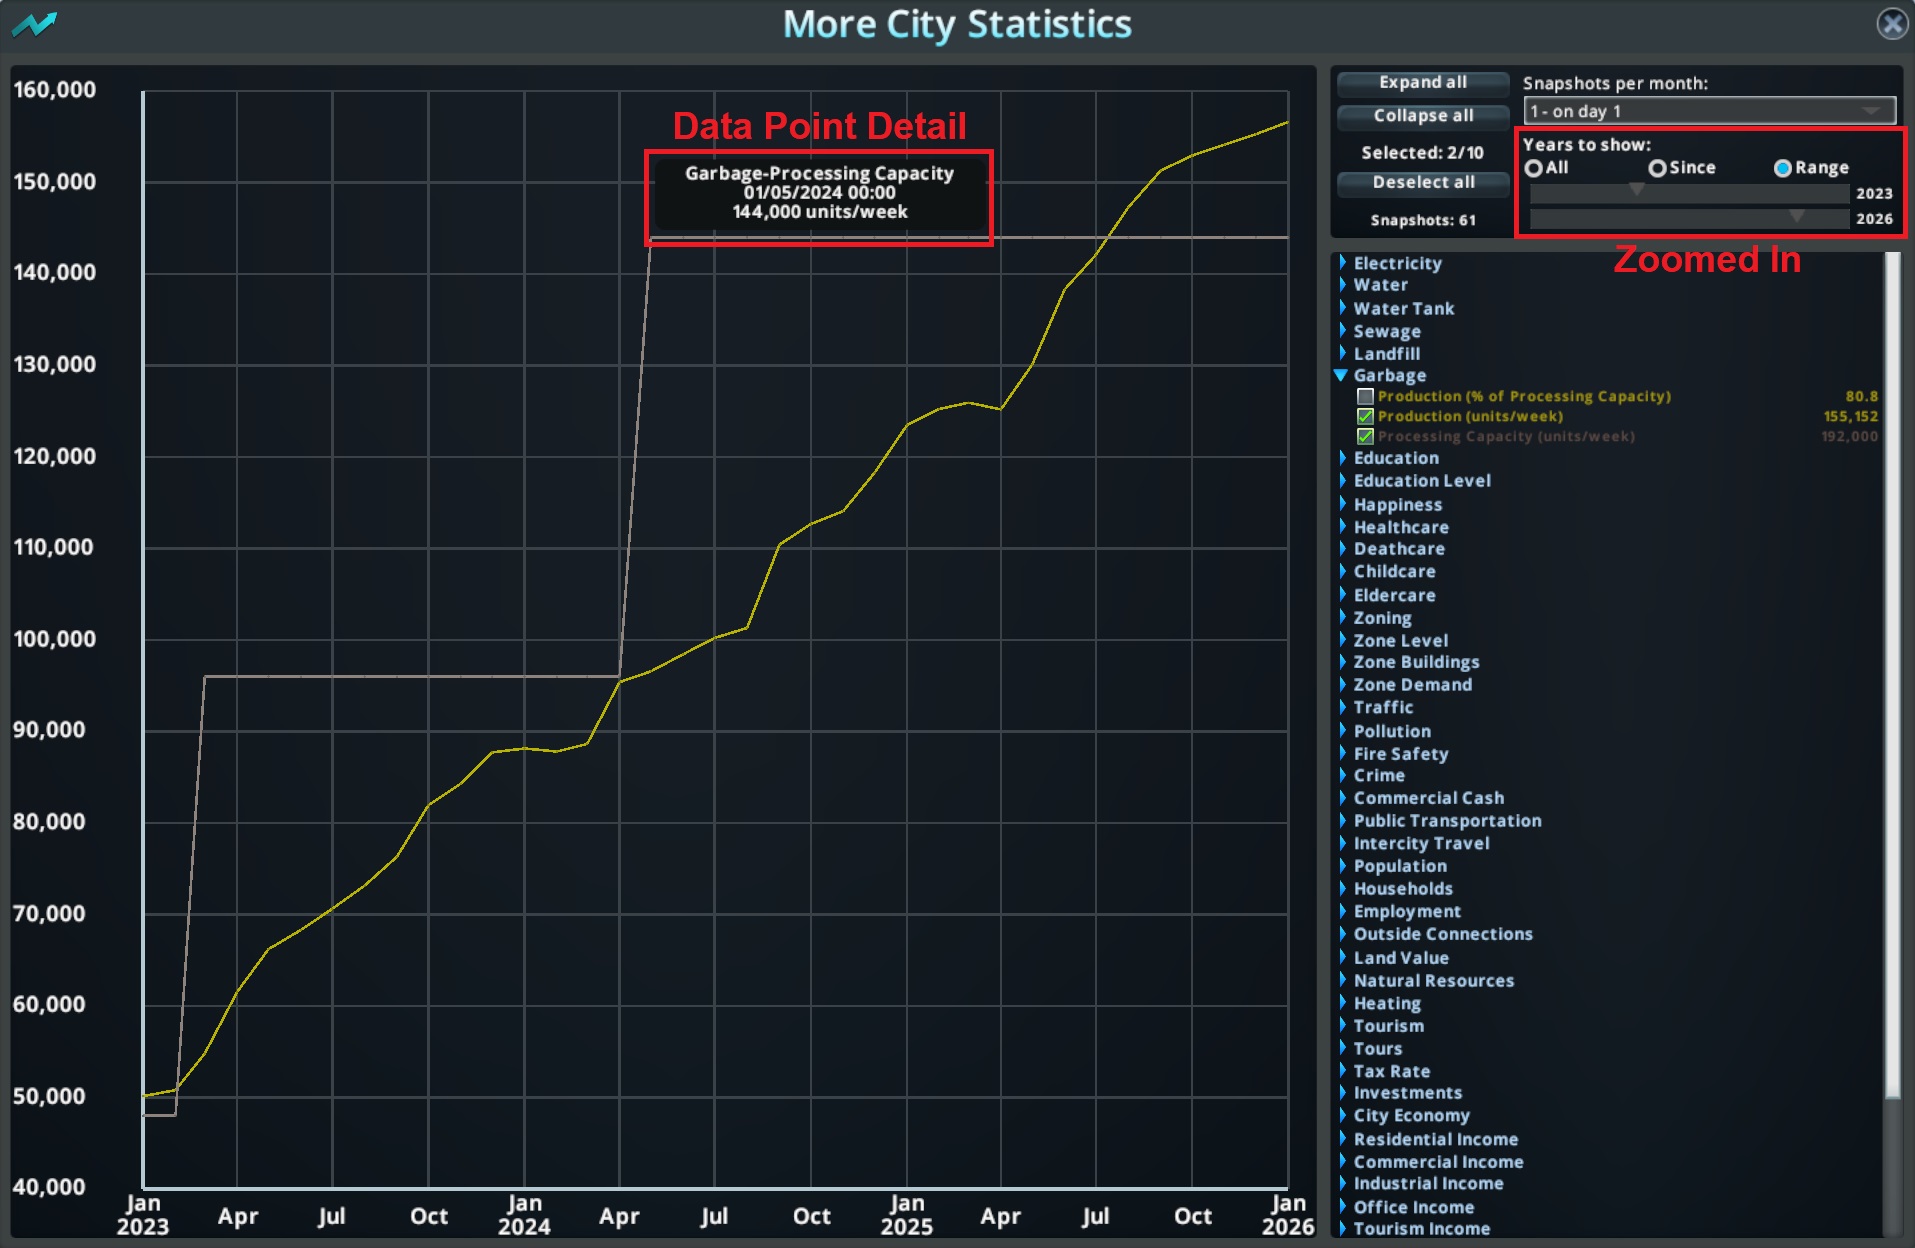 More City Statistics
160,000
150,000
140,000
130,000
120,000
110,000
100,000
90,000
80,000
70,000
60,000
50,000
40,000
Data Point Detail
Garbage-Processing Capacity
01/05/2024 00:00
144,000 units/week
Jan
2023
Apr
Jul
Oct
Jan
2024
Apr
Jul
Oct
Jan
2025
Apr
Jul
Oct
Jan
2026
Expand all
Collapse all
Selected: 2/10
Deselect all
Snapshots: 61
Snapshots per month:
1 - on day 1
Years to show:
All Since Range
2023
2026
Zoomed In
Electricity
Water
Water Tank
Sewage
Landfill
Garbage
Production (% of Processing Capacity) 80.8
Production (units/week) 155,152
Processing Capacity (units/week) 192,000
Education
Education Level
Happiness
Healthcare
Deathcare
Childcare
Eldercare
Zoning
Zone Level
Zone Buildings
Zone Demand
Traffic
Pollution
Fire Safety
Crime
Commercial Cash
Public Transportation
Intercity Travel
Population
Households
Employment
Outside Connections
Land Value
Natural Resources
Heating
Tourism
Tours
Tax Rate
Investments
City Economy
Residential Income
Commercial Income
Industrial Income
Office Income
Tourism Income